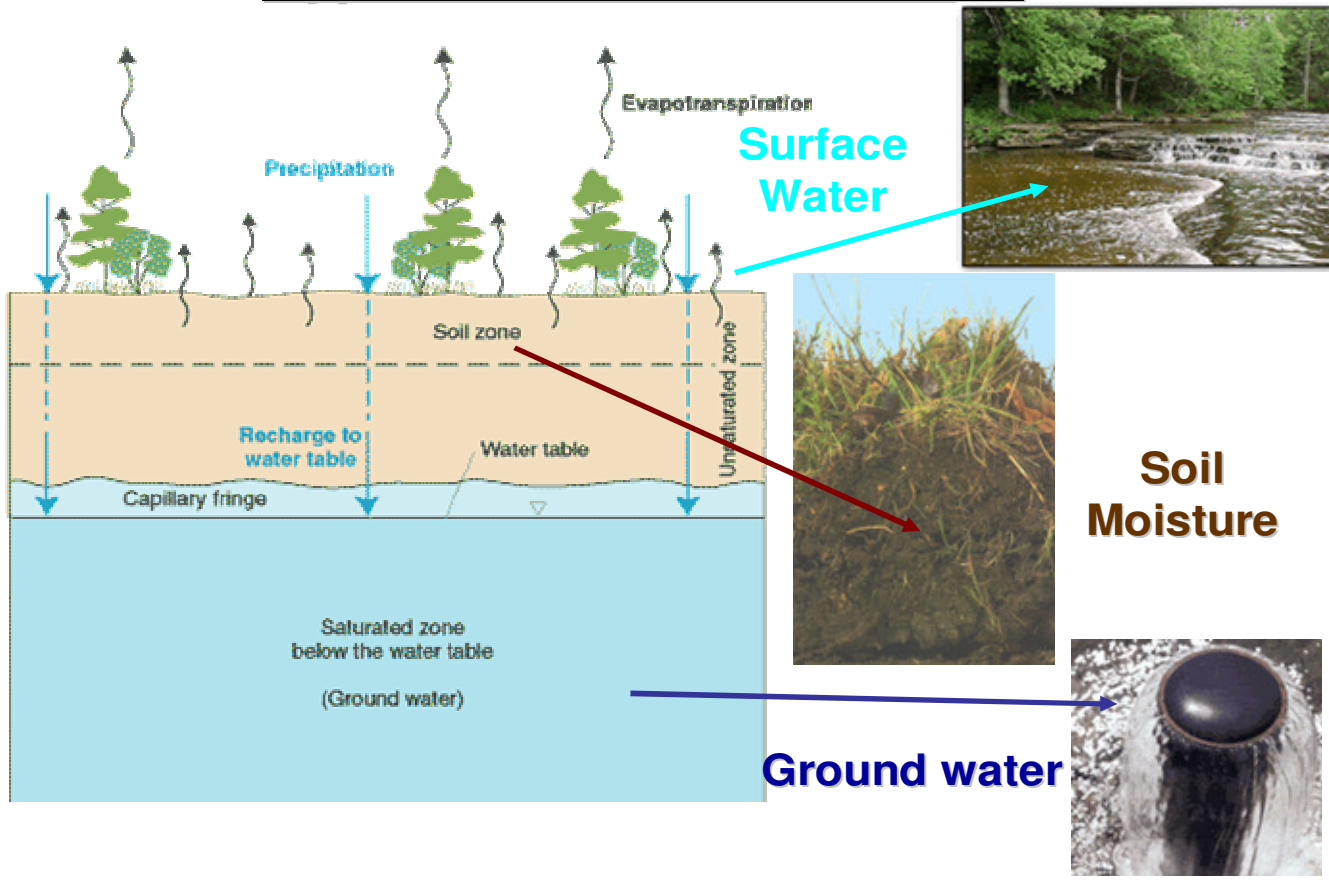 Evapotranspiration
Surface
Water
Precipitation
Soil zone
Unsaturated zone
Recharge to
water table
Water table
Capillary fringe
Soil
Moisture
Saturated zone
below the water table
(Ground water)
Ground water